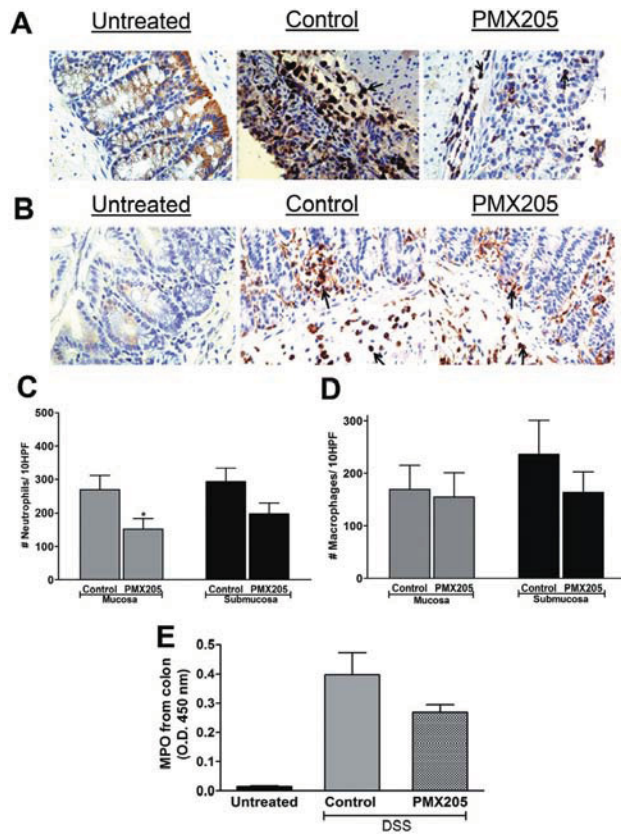 A
Untreated
Control
PMX205
B
Untreated
Control
PMX205
C
# Neutrophils/ 10HPF
500
400
300
200
0
*
Control PMX205 Control PMX205
Mucosa Submucosa
D
# Macrophages/ 10HPF
300
200
100
0
Control PMX205 Control PMX205
Mucosa Submucosa
E
MPO from colon
(O.D. 450 nm)
0.5
0.4
0.3
0.2
0.1
0.0
Untreated Control PMX205
DSS